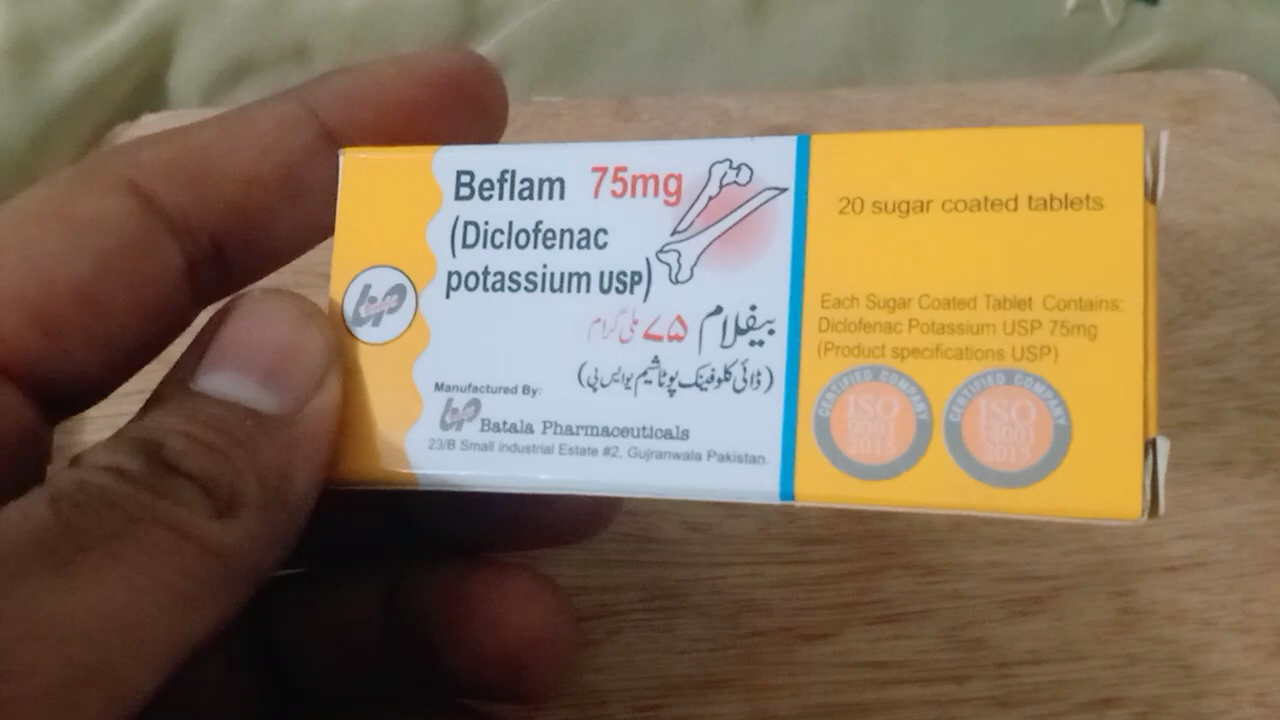 Beflam 75mg
(Diclofenac
potassium USP)
بیفلام ۷۵ ملی گرام
(ڈائی کلوفینک پوٹاشیم یو ایس پی)
Manufactured By:
Batala Pharmaceuticals
23/B Small industrial Estate #2, Gujranwala Pakistan.
20 sugar coated tablets
Each Sugar Coated Tablet Contains:
Diclofenac Potassium USP 75mg
(Product specifications USP)
CERTIFIED COMPANY
ISO
9001
2015
CERTIFIED COMPANY
ISO
9001
2015